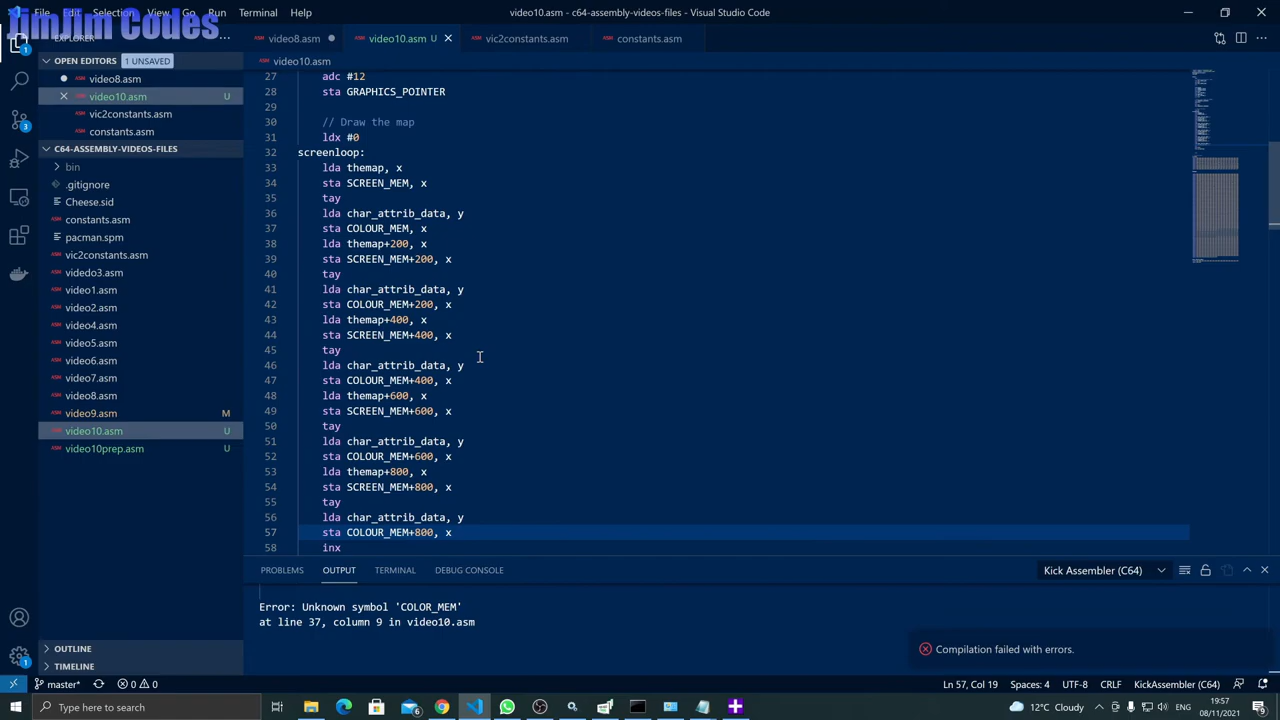 File Edit Selection View Go Run Terminal Help
video10.asm - c64-assembly-videos-files - Visual Studio Code
Jimlim Codes
EXPLORER
video8.asm
video10.asm U
vic2constants.asm
constants.asm
OPEN EDITORS 1 UNSAVED
video8.asm
video10.asm U
vic2constants.asm
constants.asm
C64-ASSEMBLY-VIDEOS-FILES
bin
.gitignore
Cheese.sid
constants.asm
pacman.spm
vic2constants.asm
videdo3.asm
video1.asm
video2.asm
video4.asm
video5.asm
video6.asm
video7.asm
video8.asm
video9.asm M
video10.asm U
video10prep.asm U
OUTLINE
TIMELINE
video10.asm
27 adc #12
28 sta GRAPHICS_POINTER
29
30 // Draw the map
31 ldx #0
32 screenloop:
33 lda themap, x
34 sta SCREEN_MEM, x
35 tay
36 lda char_attrib_data, y
37 sta COLOUR_MEM, x
38 lda themap+200, x
39 sta SCREEN_MEM+200, x
40 tay
41 lda char_attrib_data, y
42 sta COLOUR_MEM+200, x
43 lda themap+400, x
44 sta SCREEN_MEM+400, x
45 tay
46 lda char_attrib_data, y
47 sta COLOUR_MEM+400, x
48 lda themap+600, x
49 sta SCREEN_MEM+600, x
50 tay
51 lda char_attrib_data, y
52 sta COLOUR_MEM+600, x
53 lda themap+800, x
54 sta SCREEN_MEM+800, x
55 tay
56 lda char_attrib_data, y
57 sta COLOUR_MEM+800, x
58 inx
PROBLEMS OUTPUT TERMINAL DEBUG CONSOLE
Kick Assembler (C64)
Error: Unknown symbol 'COLOR_MEM'
at line 37, column 9 in video10.asm
Compilation failed with errors.
master* 0 0
Ln 57, Col 19 Spaces: 4 UTF-8 CRLF KickAssembler (C64)
Type here to search
12°C Cloudy
19:57
08/11/2021